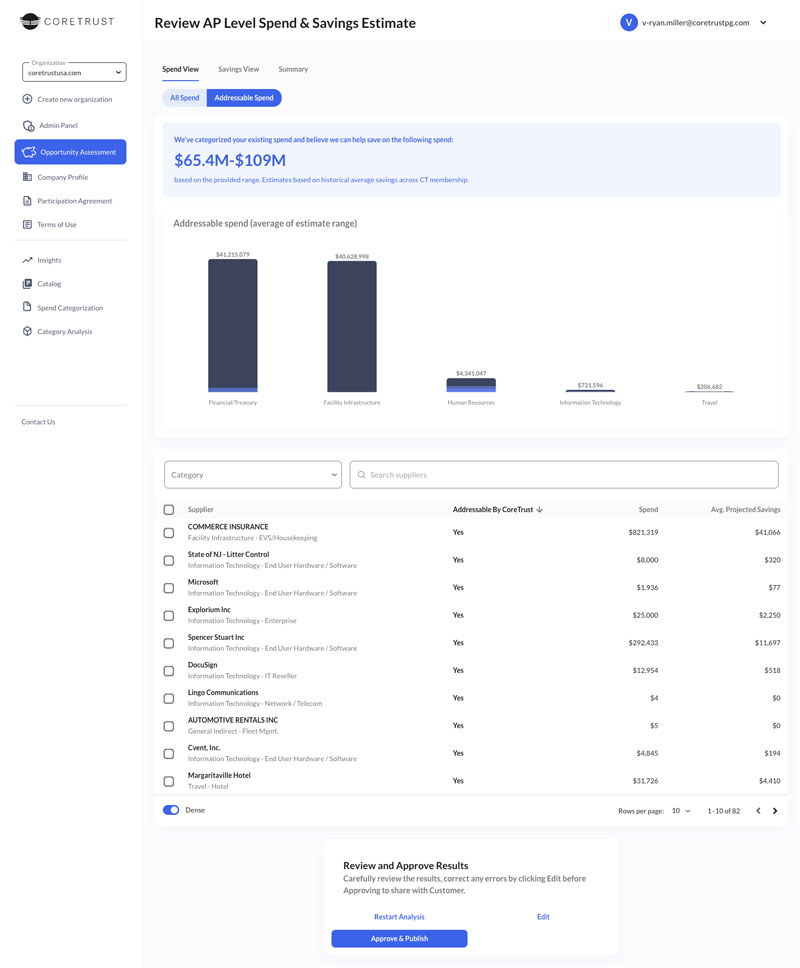 CORETRUST
Review AP Level Spend & Savings Estimate
V
v-ryan.miller@coretrustpg.com
Organization
coretrustusa.com
Create new organization
Admin Panel
Opportunity Assessment
Company Profile
Participation Agreement
Terms of Use
Insights
Catalog
Spend Categorization
Category Analysis
Contact Us
Spend View Savings View Summary
All Spend Addressable Spend
We've categorized your existing spend and believe we can help save on the following spend:
$65.4M-$109M
based on the provided range. Estimates based on historical average savings across CT membership.
Addressable spend (average of estimate range)
$41,215,079 $40,628,998 $4,341,047 $721,596 $206,682
Financial/Treasury Facility Infrastructure Human Resources Information Technology Travel
Category Search suppliers
Supplier Addressable By CoreTrust Spend Avg. Projected Savings
COMMERCE INSURANCE
Facility Infrastructure - EVS/Housekeeping
Yes $821,319 $41,066
State of NJ - Litter Control
Information Technology - End User Hardware / Software
Yes $8,000 $320
Microsoft
Information Technology - End User Hardware / Software
Yes $1,936 $77
Explorium Inc
Information Technology - Enterprise
Yes $25,000 $2,250
Spencer Stuart Inc
Information Technology - End User Hardware / Software
Yes $292,433 $11,697
DocuSign
Information Technology - IT Reseller
Yes $12,954 $518
Lingo Communications
Information Technology - Network / Telecom
Yes $4 $0
AUTOMOTIVE RENTALS INC
General Indirect - Fleet Mgmt.
Yes $5 $0
Cvent, Inc.
Information Technology - End User Hardware / Software
Yes $4,845 $194
Margaritaville Hotel
Travel - Hotel
Yes $31,726 $4,410
Dense Rows per page: 10 1–10 of 82
Review and Approve Results
Carefully review the results, correct any errors by clicking Edit before
Approving to share with Customer.
Restart Analysis Edit
Approve & Publish